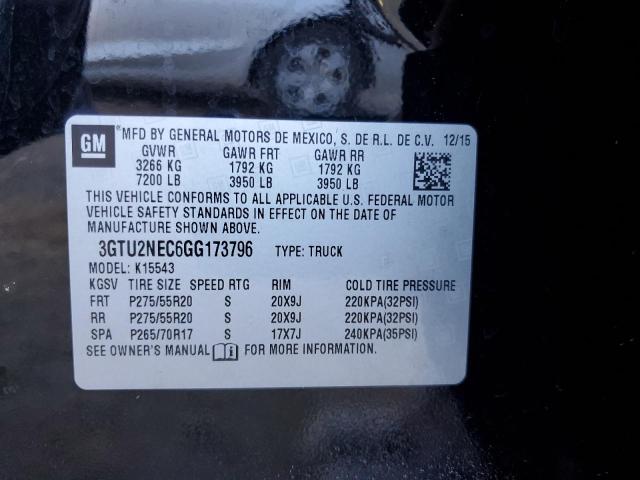 GM ®MFD BY GENERAL MOTORS DE MEXICO, S. DE R.L. DE C.V. 12/15
GVWR GAWR FRT GAWR RR
3266 KG 1792 KG 1792 KG
7200 LB 3950 LB 3950 LB
THIS VEHICLE CONFORMS TO ALL APPLICABLE U.S. FEDERAL MOTOR
VEHICLE SAFETY STANDARDS IN EFFECT ON THE DATE OF
MANUFACTURE SHOWN ABOVE.
3GTU2NEC6GG173796 TYPE: TRUCK
MODEL: K15543
KGSV TIRE SIZE SPEED RTG RIM COLD TIRE PRESSURE
FRT P275/55R20 S 20X9J 220KPA(32PSI)
RR P275/55R20 S 20X9J 220KPA(32PSI)
SPA P265/70R17 S 17X7J 240KPA(35PSI)
SEE OWNER'S MANUAL FOR MORE INFORMATION.